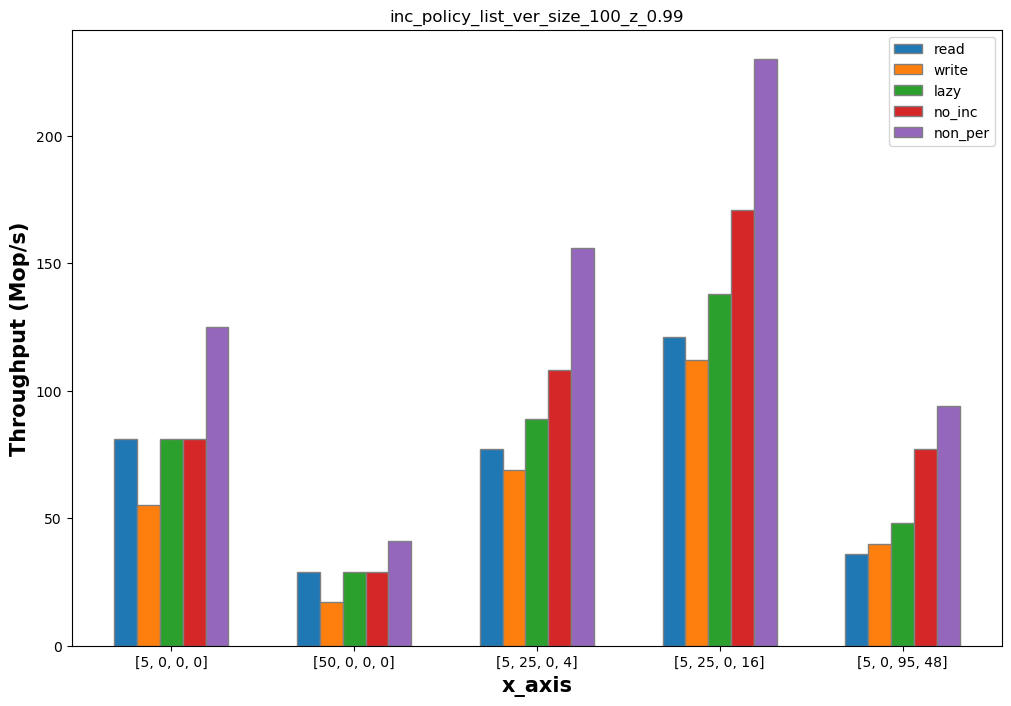 inc_policy_list_ver_size_100_z_0.99
read
write
lazy
no_inc
non_per
Throughput (Mop/s)
200
150
100
50
0
[5, 0, 0, 0]
[50, 0, 0, 0]
[5, 25, 0, 4]
[5, 25, 0, 16]
[5, 0, 95, 48]
x_axis